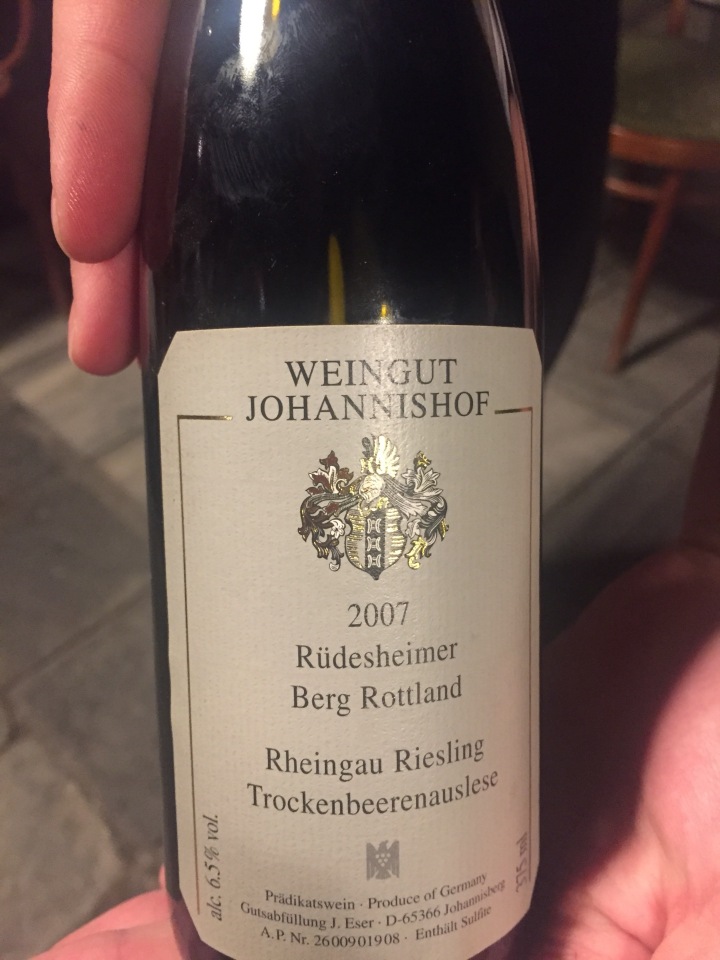 WEINGUT
JOHANNISHOF
2007
Rüdesheimer
Berg Rottland
Rheingau Riesling
Trockenbeerenauslese
alc. 6.5% vol.
375 ml
Prädikatswein · Produce of Germany
Gutsabfüllung J. Eser · D-65366 Johannisberg
A.P. Nr. 2600901908 · Enthält Sulfite